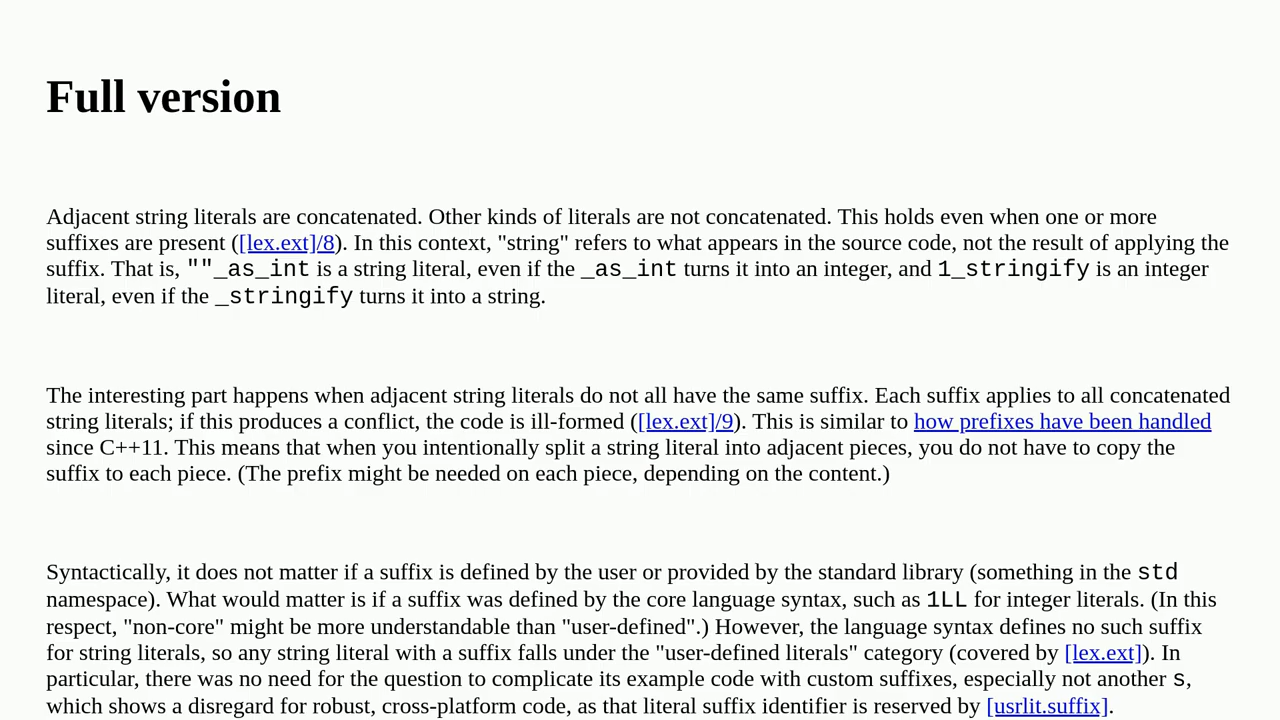 Full version
Adjacent string literals are concatenated. Other kinds of literals are not concatenated. This holds even when one or more
suffixes are present ([lex.ext]/8). In this context, "string" refers to what appears in the source code, not the result of applying the
suffix. That is, ""_as_int is a string literal, even if the _as_int turns it into an integer, and 1_stringify is an integer
literal, even if the _stringify turns it into a string.
The interesting part happens when adjacent string literals do not all have the same suffix. Each suffix applies to all concatenated
string literals; if this produces a conflict, the code is ill-formed ([lex.ext]/9). This is similar to how prefixes have been handled
since C++11. This means that when you intentionally split a string literal into adjacent pieces, you do not have to copy the
suffix to each piece. (The prefix might be needed on each piece, depending on the content.)
Syntactically, it does not matter if a suffix is defined by the user or provided by the standard library (something in the std
namespace). What would matter is if a suffix was defined by the core language syntax, such as 1LL for integer literals. (In this
respect, "non-core" might be more understandable than "user-defined".) However, the language syntax defines no such suffix
for string literals, so any string literal with a suffix falls under the "user-defined literals" category (covered by [lex.ext]). In
particular, there was no need for the question to complicate its example code with custom suffixes, especially not another s,
which shows a disregard for robust, cross-platform code, as that literal suffix identifier is reserved by [usrlit.suffix].